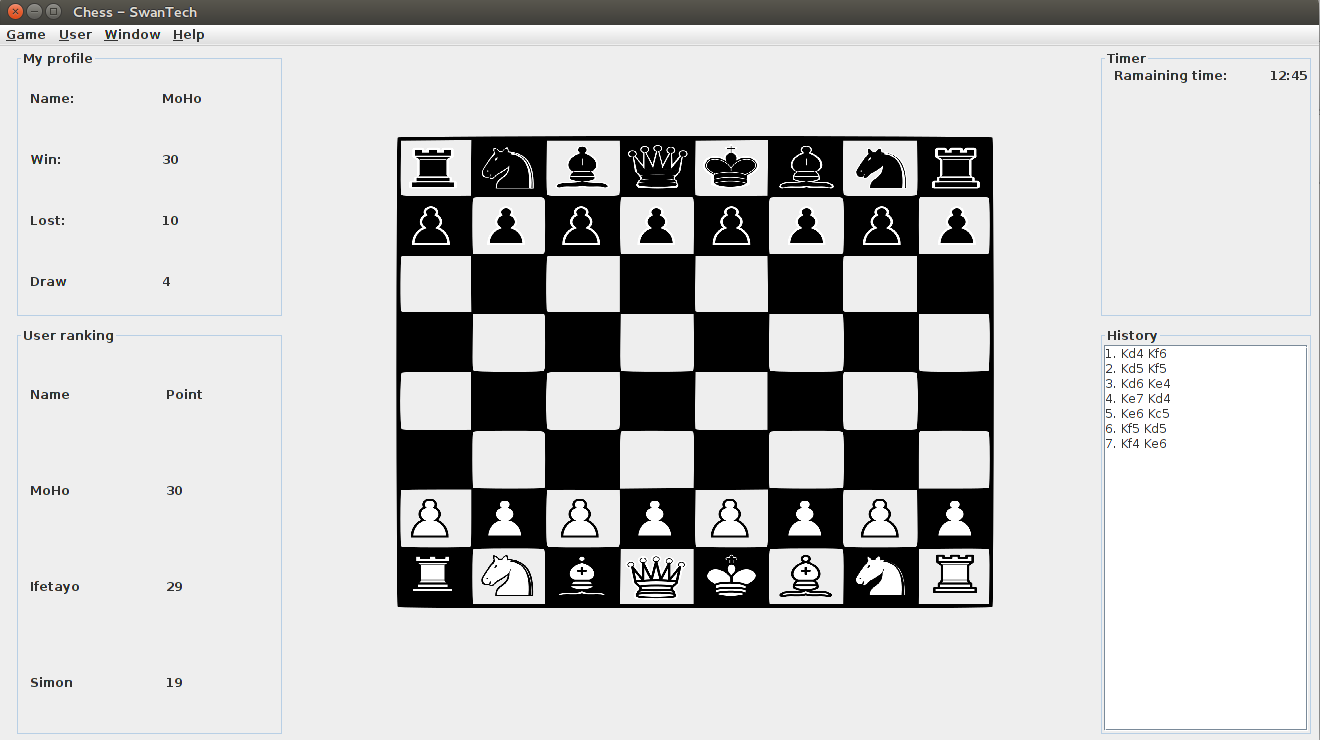 Chess – SwanTech
Game User Window Help
My profile
Name: MoHo
Win: 30
Lost: 10
Draw 4
User ranking
Name Point
MoHo 30
Ifetayo 29
Simon 19
Timer
Ramaining time: 12:45
History
1. Kd4 Kf6
2. Kd5 Kf5
3. Kd6 Ke4
4. Ke7 Kd4
5. Ke6 Kc5
6. Kf5 Kd5
7. Kf4 Ke6